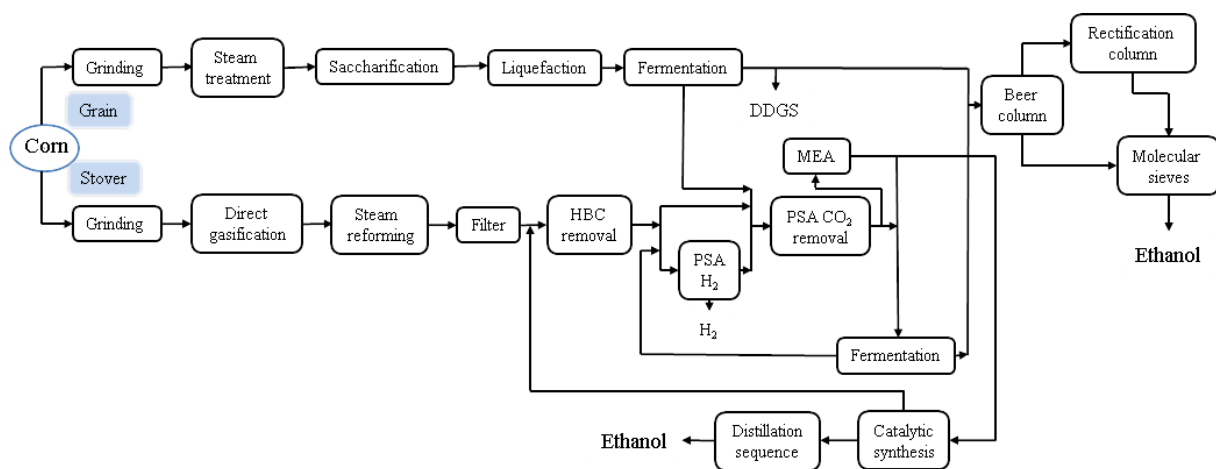 Grinding
Steam
treatment
Saccharification
Liquefaction
Fermentation
DDGS
Rectification
column
Beer
column
Molecular
sieves
Ethanol
Grain
Corn
Stover
Grinding
Direct
gasification
Steam
reforming
Filter
HBC
removal
PSA
H₂
H₂
MEA
PSA CO₂
removal
Fermentation
Ethanol
Distillation
sequence
Catalytic
synthesis